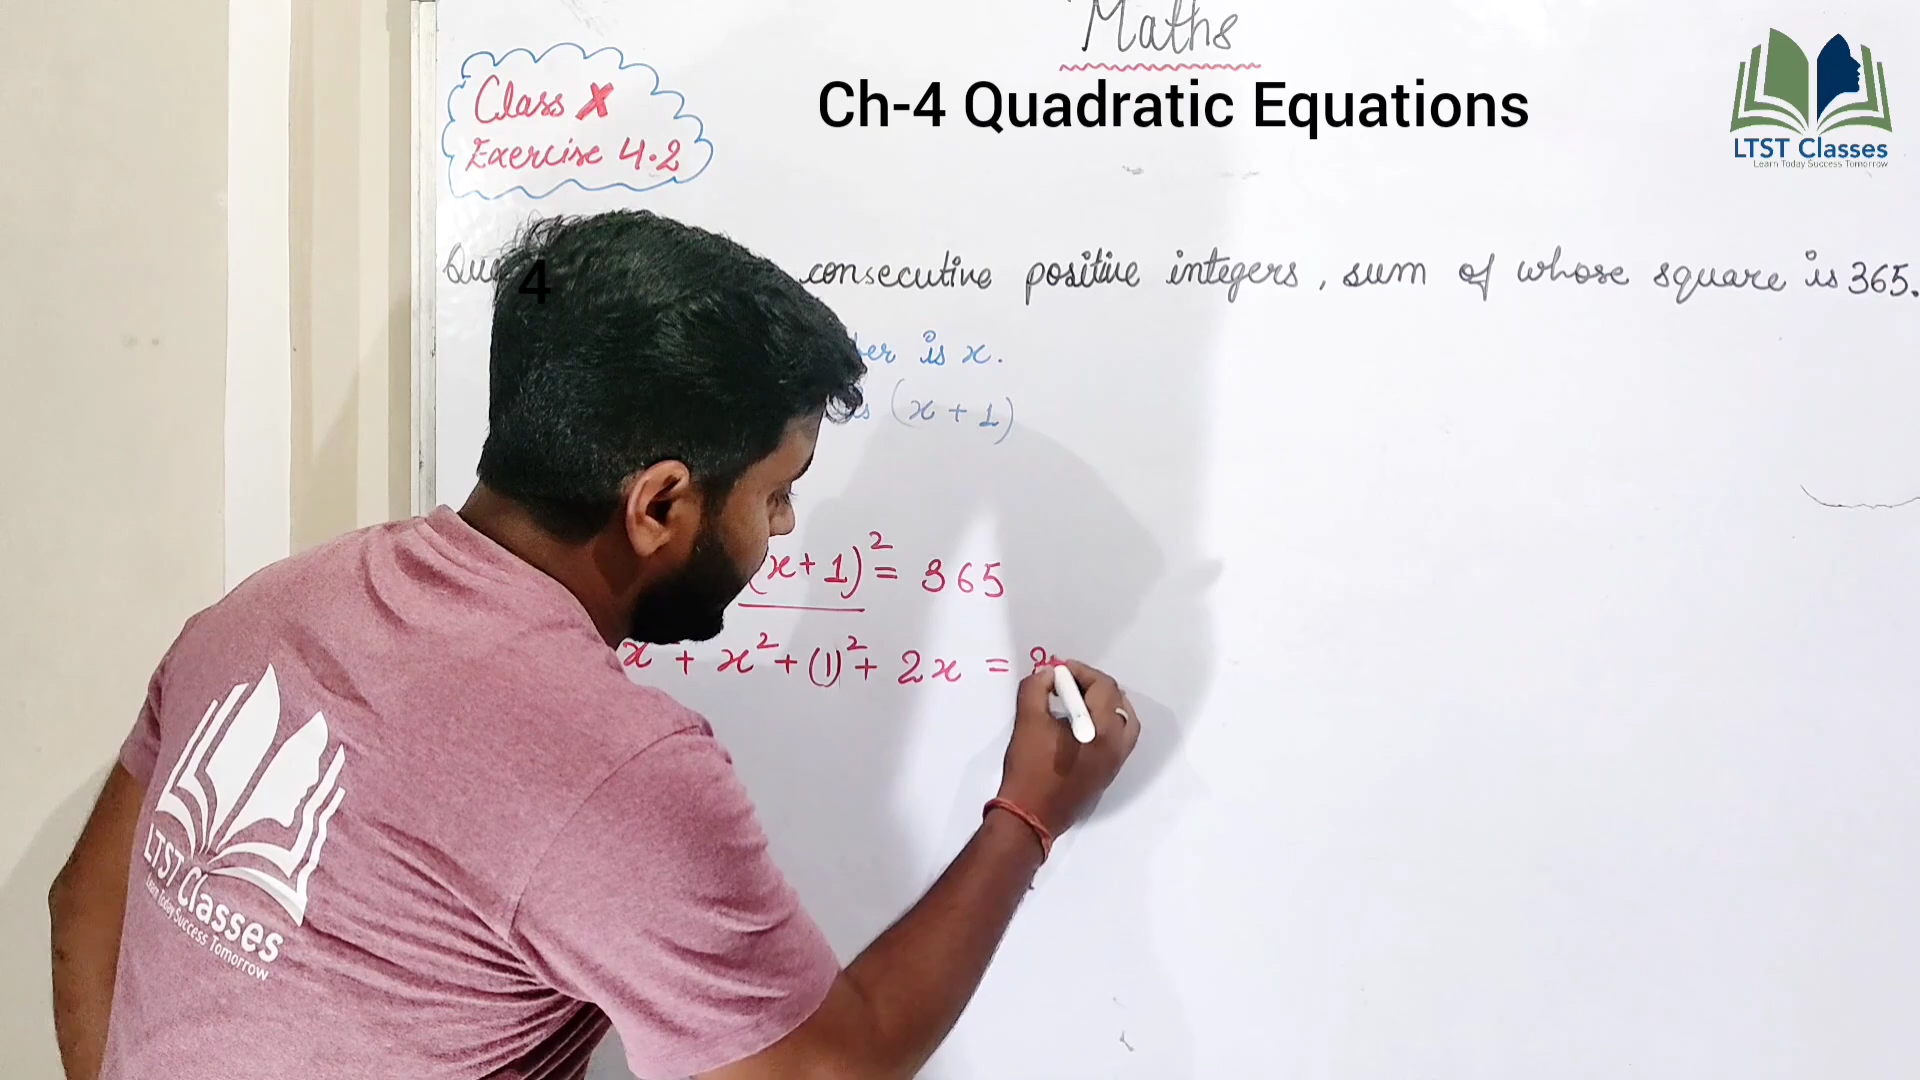 Maths
Class X
Exercise 4.2
Ch-4 Quadratic Equations
LTST Classes
Learn Today Success Tomorrow
4 consecutive positive integers, sum of whose square is 365.
is x.
(x + 1)
(x + 1)² = 365
x + x² + (1)² + 2x =
LTST Classes
Learn Today Success Tomorrow